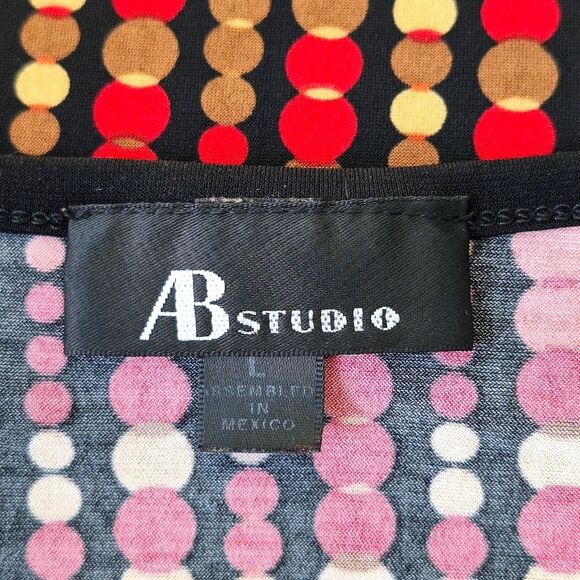 AB STUDIO
L
ASSEMBLED
IN
MEXICO